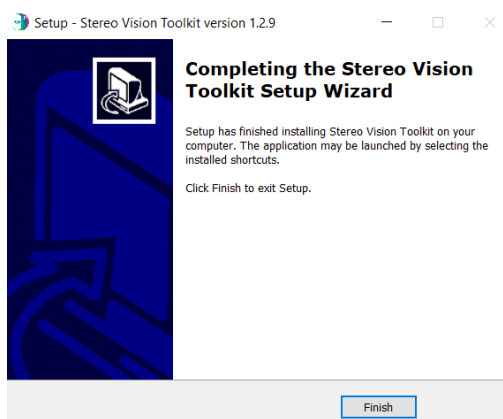 Setup - Stereo Vision Toolkit version 1.2.9
Completing the Stereo Vision
Toolkit Setup Wizard
Setup has finished installing Stereo Vision Toolkit on your
computer. The application may be launched by selecting the
installed shortcuts.
Click Finish to exit Setup.
Finish